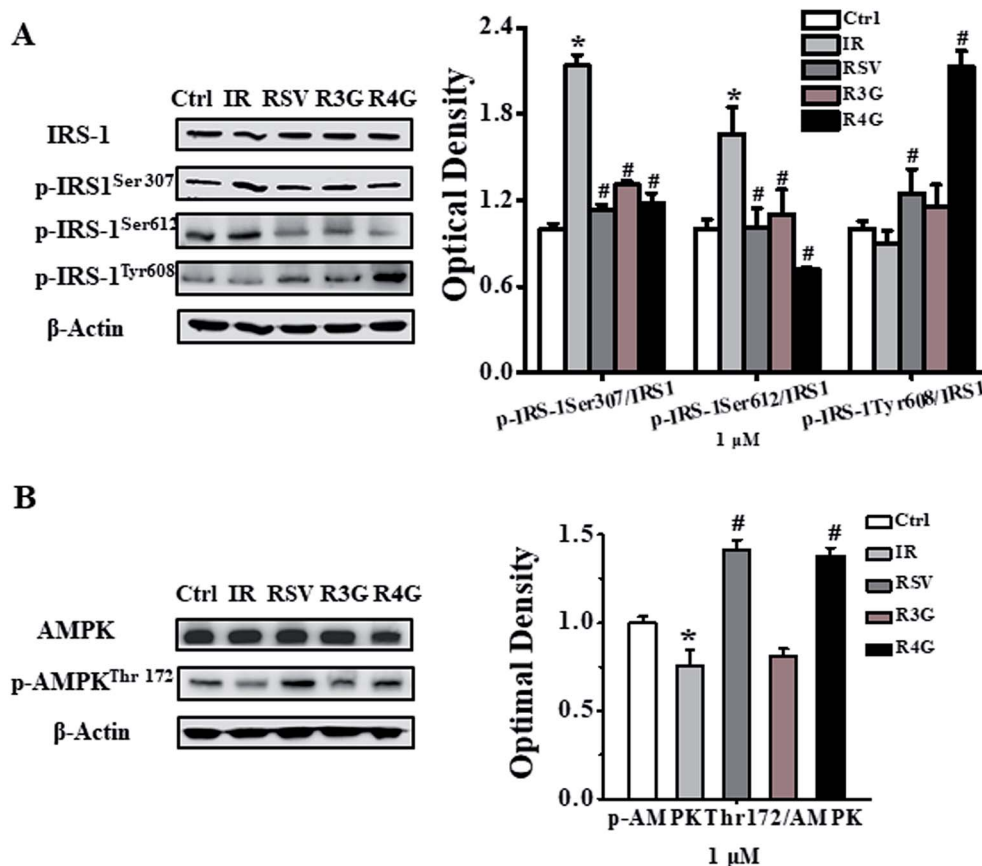 A
Ctrl IR RSV R3G R4G
IRS-1
p-IRS1Ser307
p-IRS-1Ser612
p-IRS-1Tyr608
β-Actin
Optical Density
2.4
1.8
1.2
0.6
0.0
* # # #
* # # #
# #
Ctrl
IR
RSV
R3G
R4G
p-IRS-1Ser307/IRS1
p-IRS-1Ser612/IRS1
p-IRS-1Tyr608/IRS1
1 μM
B
Ctrl IR RSV R3G R4G
AMPK
p-AMPKThr 172
β-Actin
Optimal Density
1.5
1.0
0.5
0.0
* # #
Ctrl
IR
RSV
R3G
R4G
p-AMPKThr172/AMPK
1 μM